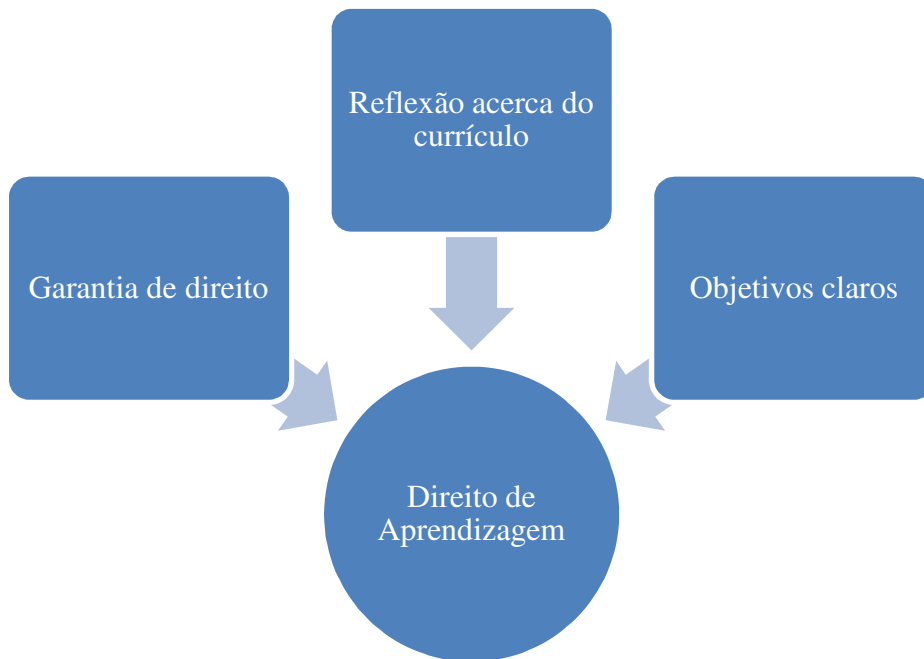 Reflexão acerca do
currículo
Garantia de direito
Objetivos claros
Direito de
Aprendizagem